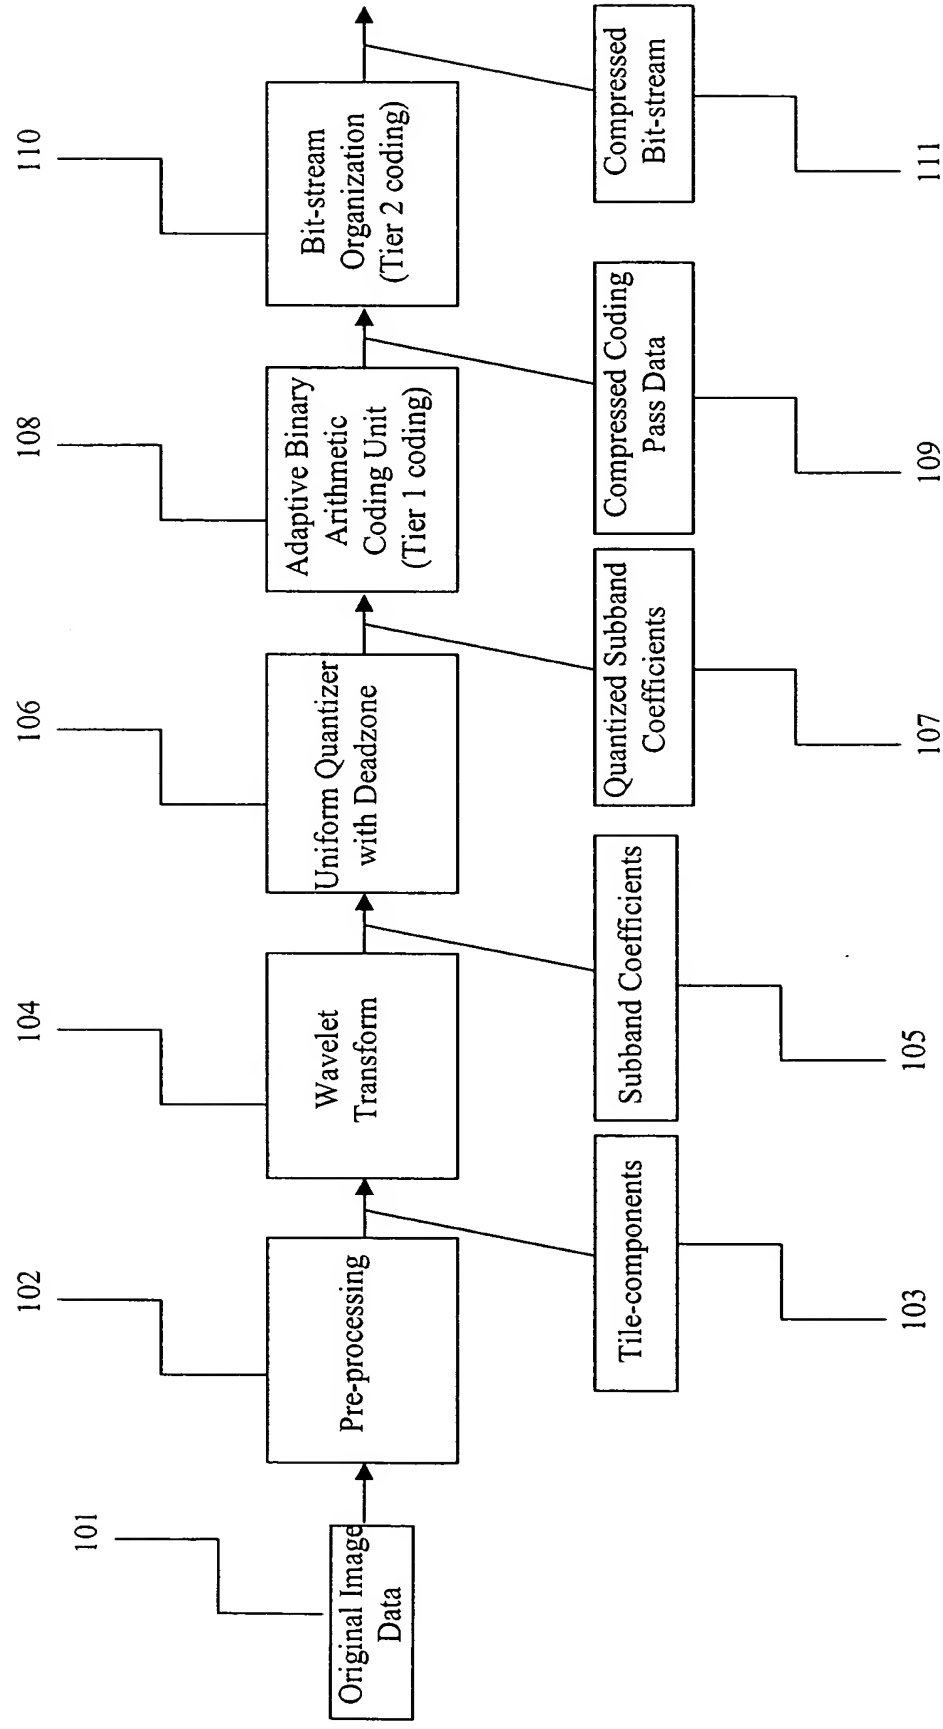 101
102
104
106
108
110
Original Image
Data
Pre-processing
Wavelet
Transform
Uniform Quantizer
with Deadzone
Adaptive Binary
Arithmetic
Coding Unit
(Tier 1 coding)
Bit-stream
Organization
(Tier 2 coding)
Tile-components
Subband Coefficients
Quantized Subband
Coefficients
Compressed Coding
Pass Data
Compressed
Bit-stream
103
105
107
109
111